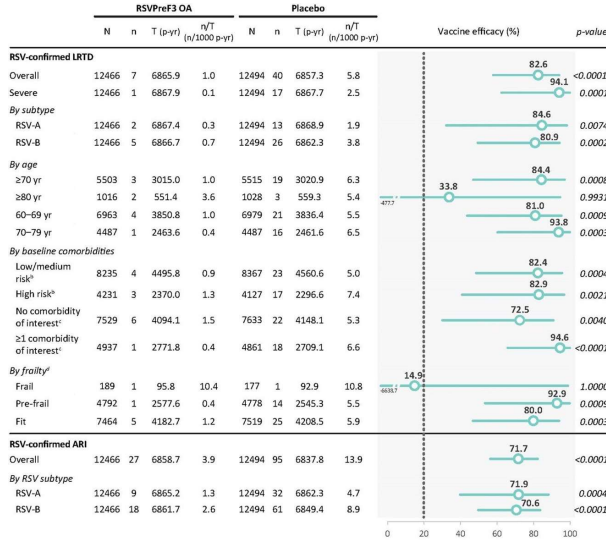 RSVPreF3 OA Placebo
N n T (p-yr) n/T (n/1000 p-yr) N n T (p-yr) n/T (n/1000 p-yr) Vaccine efficacy (%) p-value
RSV-confirmed LRTD
Overall 12466 7 6865.9 1.0 12494 40 6857.3 5.8 82.6 <0.0001
Severe 12466 1 6867.9 0.1 12494 17 6867.7 2.5 94.1 0.0001
By subtype
RSV-A 12466 2 6867.4 0.3 12494 13 6868.9 1.9 84.6 0.0074
RSV-B 12466 5 6866.7 0.7 12494 26 6862.3 3.8 80.9 0.0002
By age
≥70 yr 5503 3 3015.0 1.0 5515 19 3020.9 6.3 84.4 0.0008
≥80 yr 1016 2 551.4 3.6 1028 3 559.3 5.4 -477.7 33.8 0.9931
60–69 yr 6963 4 3850.8 1.0 6979 21 3836.4 5.5 81.0 0.0009
70–79 yr 4487 1 2463.6 0.4 4487 16 2461.6 6.5 93.8 0.0003
By baseline comorbidities
Low/medium
riskᵇ 8235 4 4495.8 0.9 8367 23 4560.6 5.0 82.4 0.0004
High riskᵇ 4231 3 2370.0 1.3 4127 17 2296.6 7.4 82.9 0.0021
No comorbidity
of interestᶜ 7529 6 4094.1 1.5 7633 22 4148.1 5.3 72.5 0.0040
≥1 comorbidity
of interestᶜ 4937 1 2771.8 0.4 4861 18 2709.1 6.6 94.6 <0.0001
By frailtyᵈ
Frail 189 1 95.8 10.4 177 1 92.9 10.8 -6638.7 14.9 1.0000
Pre-frail 4792 1 2577.6 0.4 4778 14 2545.3 5.5 92.9 0.0009
Fit 7464 5 4182.7 1.2 7519 25 4208.5 5.9 80.0 0.0003
RSV-confirmed ARI
Overall 12466 27 6858.7 3.9 12494 95 6837.8 13.9 71.7 <0.0001
By RSV subtype
RSV-A 12466 9 6865.2 1.3 12494 32 6862.3 4.7 71.9 0.0004
RSV-B 12466 18 6861.7 2.6 12494 61 6849.4 8.9 70.6 <0.0001
0 20 40 60 80 100